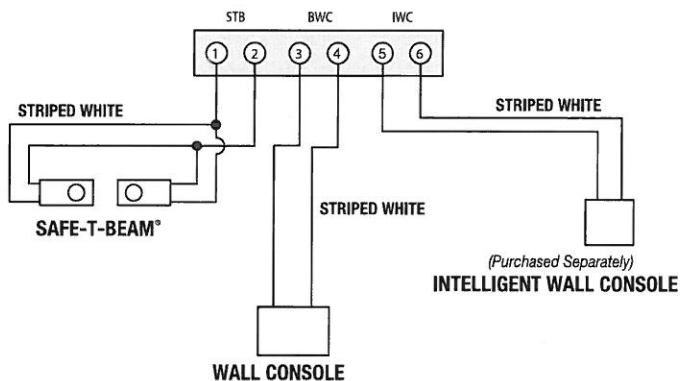 STB BWC IWC
1 2 3 4 5 6
STRIPED WHITE
STRIPED WHITE
SAFE-T-BEAM®
STRIPED WHITE
(Purchased Separately)
INTELLIGENT WALL CONSOLE
WALL CONSOLE